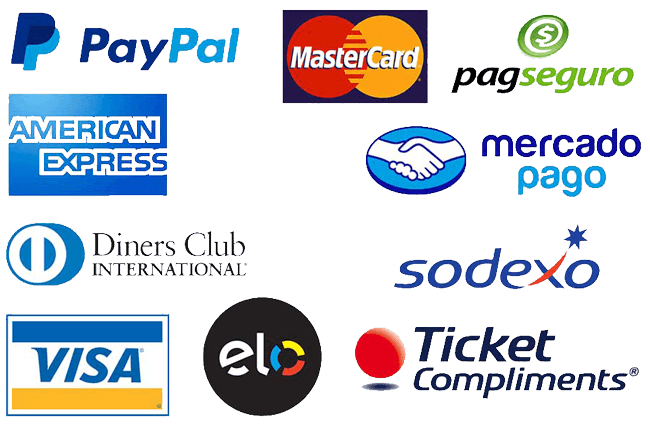 PayPal
MasterCard
pagseguro
AMERICAN
EXPRESS
mercado
pago
Diners Club
INTERNATIONAL®
sodexo
VISA
elo
Ticket
Compliments®